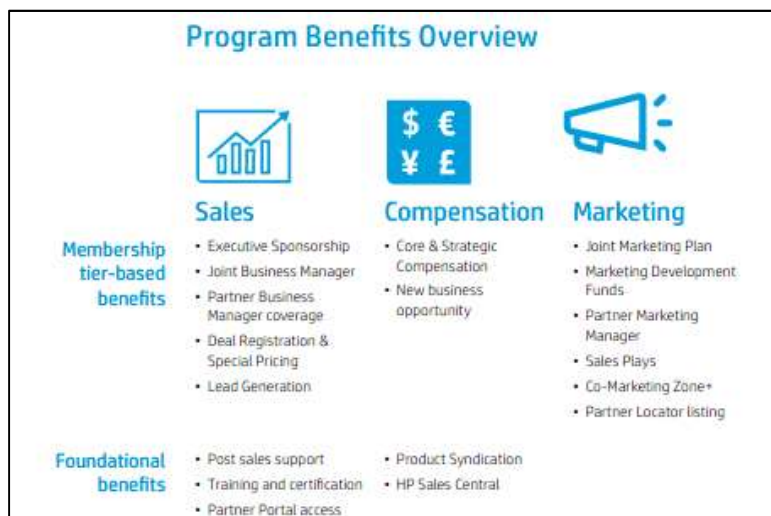 Program Benefits Overview
$ €
¥ £
Sales
Compensation
Marketing
Membership
tier-based
benefits
• Executive Sponsorship
• Joint Business Manager
• Partner Business
Manager coverage
• Deal Registration &
Special Pricing
• Lead Generation
• Core & Strategic
Compensation
• New business
opportunity
• Joint Marketing Plan
• Marketing Development
Funds
• Partner Marketing
Manager
• Sales Plays
• Co-Marketing Zone+
• Partner Locator listing
Foundational
benefits
• Post sales support
• Training and certification
• Partner Portal access
• Product Syndication
• HP Sales Central